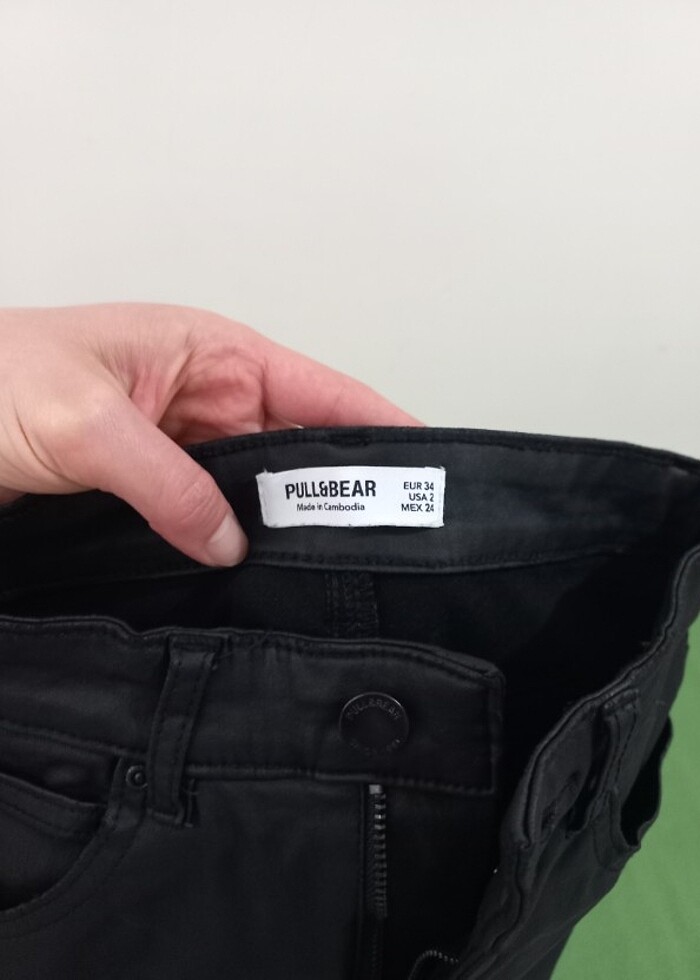 PULL&BEAR
Made in Cambodia
EUR 34
USA 2
MEX 24
PULL&BEAR